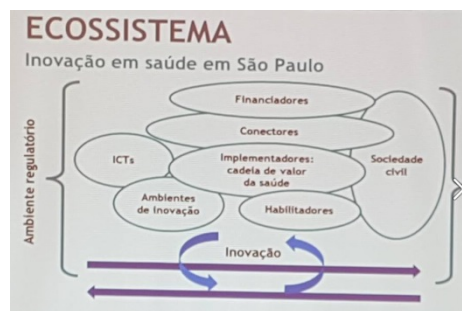 ECOSSISTEMA
Inovação em saúde em São Paulo
Ambiente regulatório
Financiadores
Conectores
ICTs
Implementadores:
cadeia de valor
da saúde
Sociedade
civil
Ambientes
de Inovação
Habilitadores
Inovação